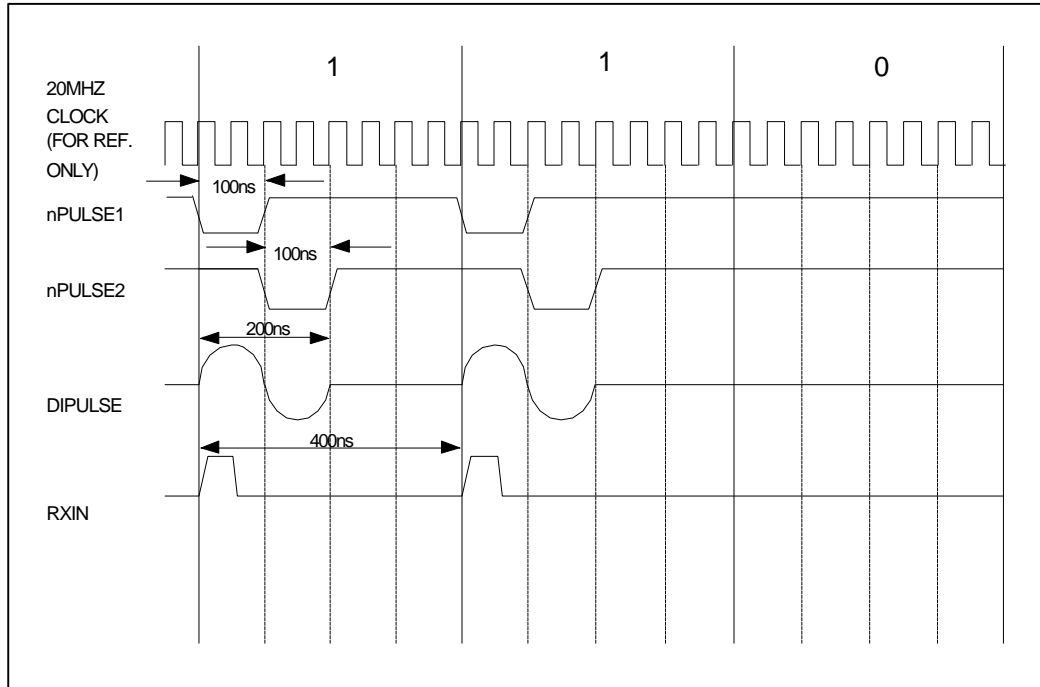 1 1 0
20MHZ
CLOCK
(FOR REF.
ONLY)
100ns
nPULSE1
100ns
nPULSE2
200ns
DIPULSE
400ns
RXIN